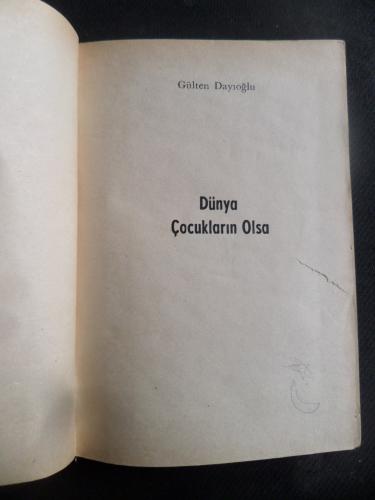 Gülten Dayıoğlu
Dünya
Çocukların Olsa